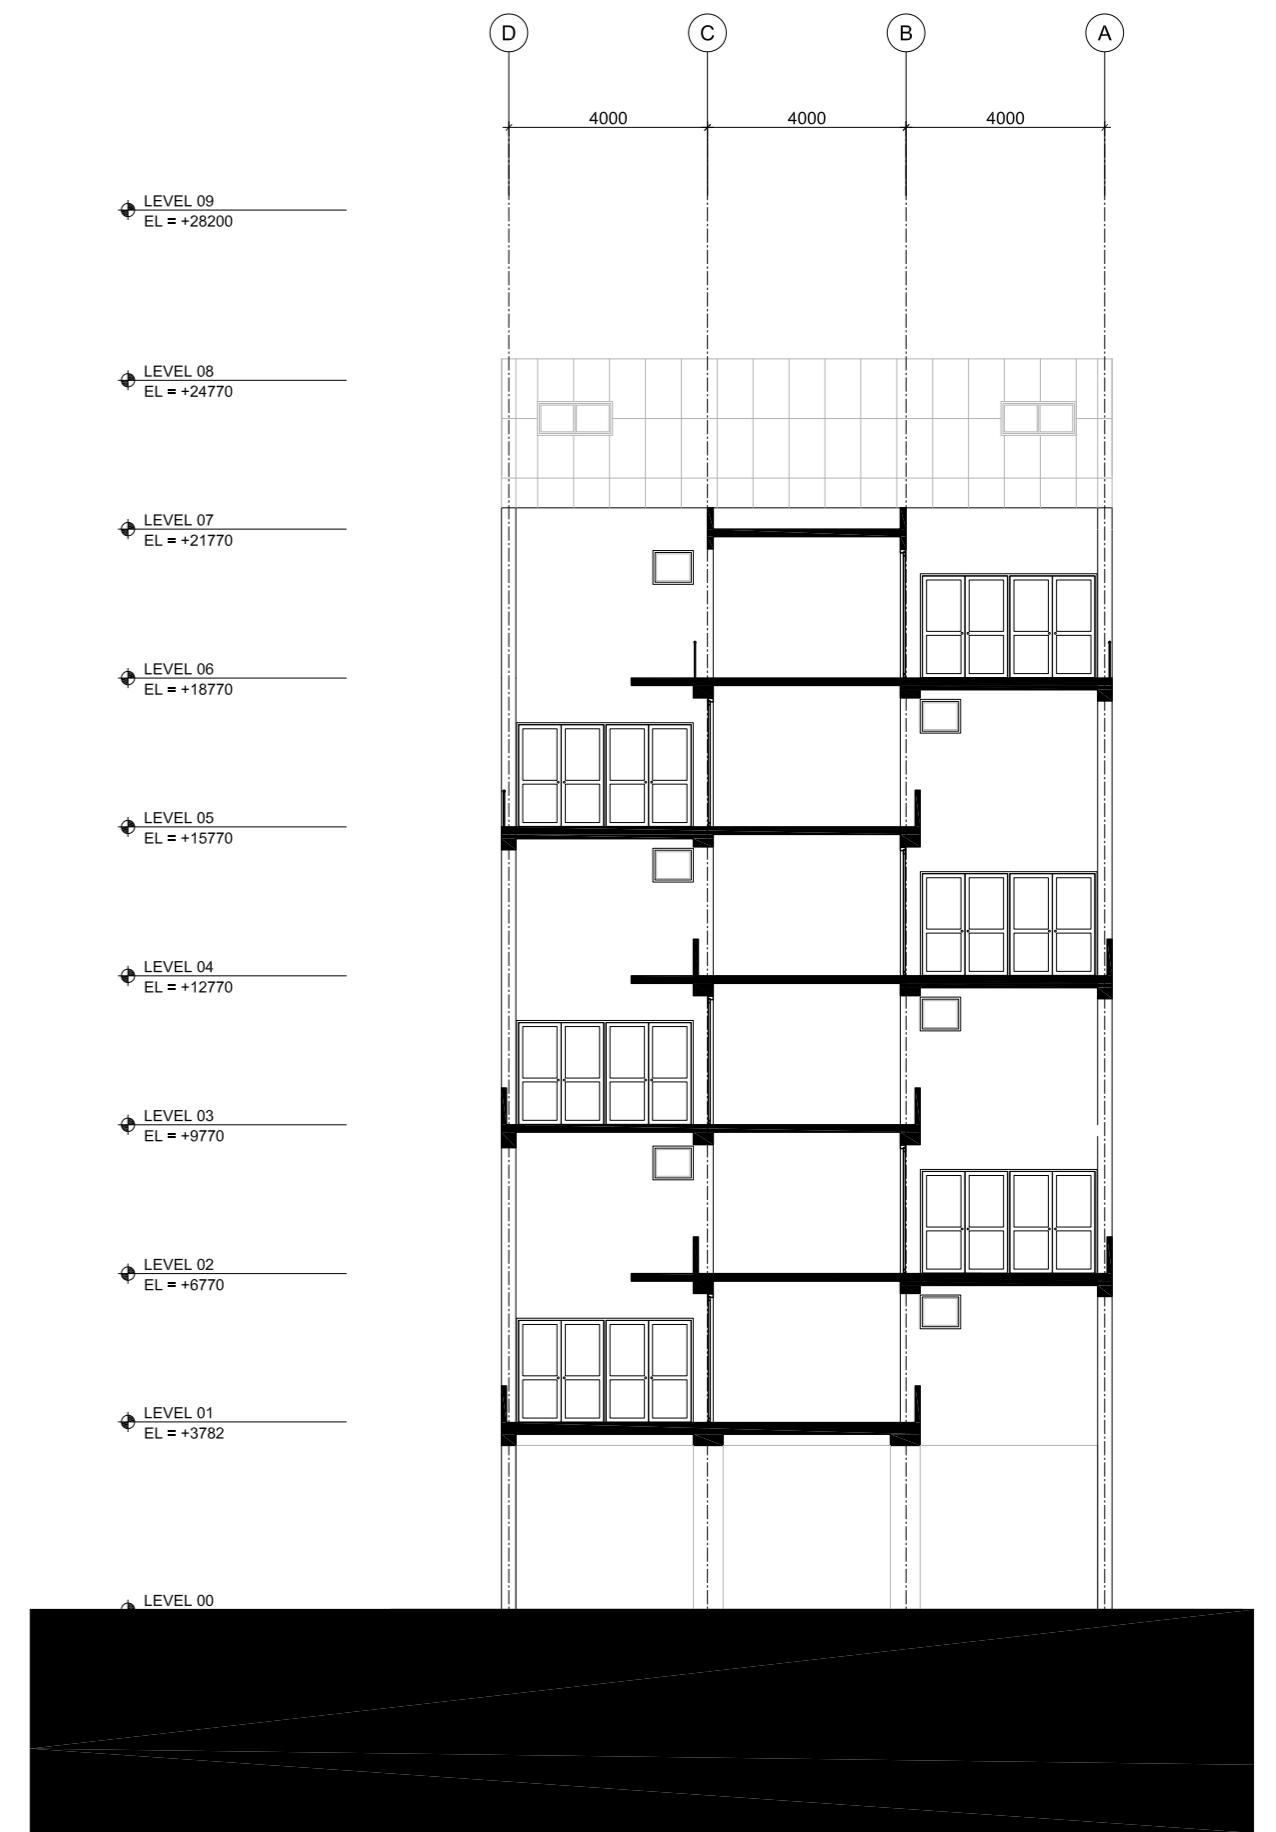 D C B A
4000 4000 4000
LEVEL 09
EL = +28200
LEVEL 08
EL = +24770
LEVEL 07
EL = +21770
LEVEL 06
EL = +18770
LEVEL 05
EL = +15770
LEVEL 04
EL = +12770
LEVEL 03
EL = +9770
LEVEL 02
EL = +6770
LEVEL 01
EL = +3782
LEVEL 00